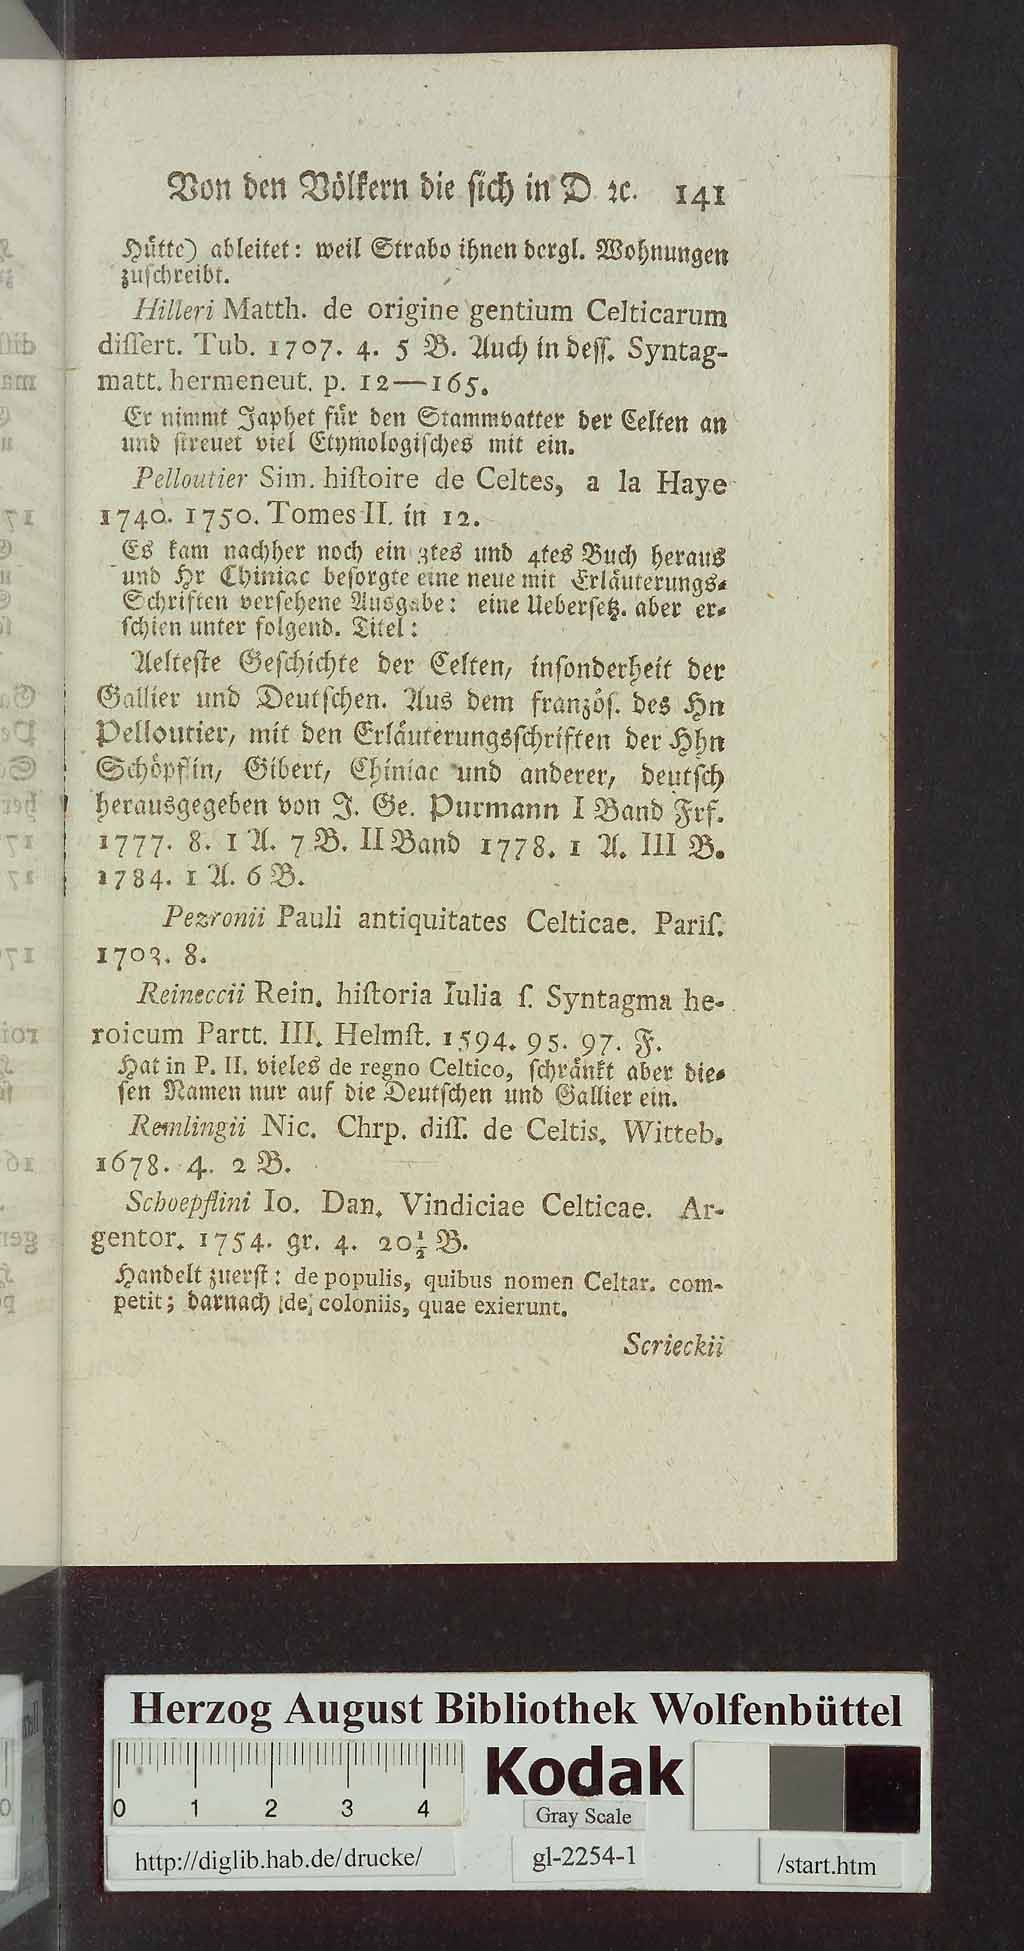 Von den Völkern die sich in D ꝛc. 141
Hütte) ableitet: weil Strabo ihnen dergl. Wohnungen
zuschreibt.
Hilleri Matth. de origine gentium Celticarum
diſſert. Tub. 1707. 4. 5 B. Auch in deſſ. Syntag-
matt. hermeneut. p. 12—165.
Er nimmt Japhet für den Stammvatter der Celten an
und ſtreuet viel Etymologiſches mit ein.
Pelloutier Sim. hiſtoire de Celtes, a la Haye
1740. 1750. Tomes II. in 12.
Es kam nachher noch ein 3tes und 4tes Buch heraus
und Hr Chiniac beſorgte eine neue mit Erläuterungs-
Schriften verſehene Ausgabe: eine Ueberſetz. aber er-
ſchien unter folgend. Titel:
Aelteſte Geſchichte der Celten, inſonderheit der
Gallier und Deutſchen. Aus dem franzöſ. des Hn
Pelloutier, mit den Erläuterungsſchriften der Hhn
Schöpflin, Gibert, Chiniac und anderer, deutſch
herausgegeben von J. Ge. Purmann I Band Frf.
1777. 8. 1 A. 7 B. II Band 1778. 1 A. III B.
1784. 1 A. 6 B.
Pezronii Pauli antiquitates Celticae. Pariſ.
1703. 8.
Reineccii Rein. hiſtoria Iulia ſ. Syntagma he-
roicum Partt. III. Helmſt. 1594. 95. 97. F.
Hat in P. II. vieles de regno Celtico, ſchränkt aber die-
ſen Namen nur auf die Deutſchen und Gallier ein.
Remlingii Nic. Chrp. diſſ. de Celtis. Witteb.
1678. 4. 2 B.
Schoepflini Io. Dan. Vindiciae Celticae. Ar-
gentor. 1754. gr. 4. 20½ B.
Handelt zuerſt: de populis, quibus nomen Celtar. com-
petit; darnach de coloniis, quae exierunt.
Scrieckii
Herzog August Bibliothek Wolfenbüttel
0 1 2 3 4
Kodak
Gray Scale
http://diglib.hab.de/drucke/
gl-2254-1
/start.htm